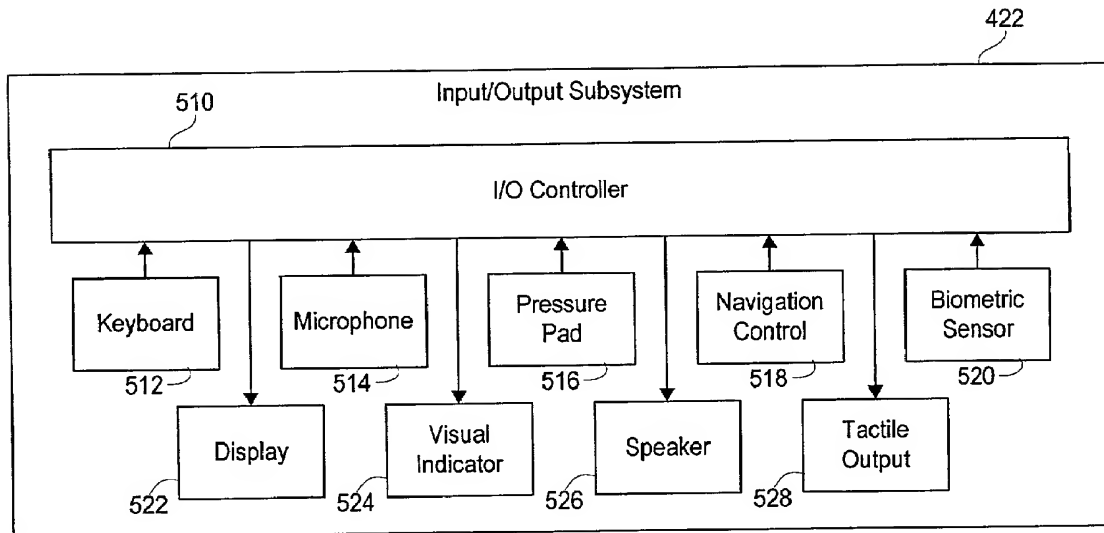 422
Input/Output Subsystem
510
I/O Controller
Keyboard
512
Microphone
514
Pressure
Pad
516
Navigation
Control
518
Biometric
Sensor
520
Display
522
Visual
Indicator
524
Speaker
526
Tactile
Output
528